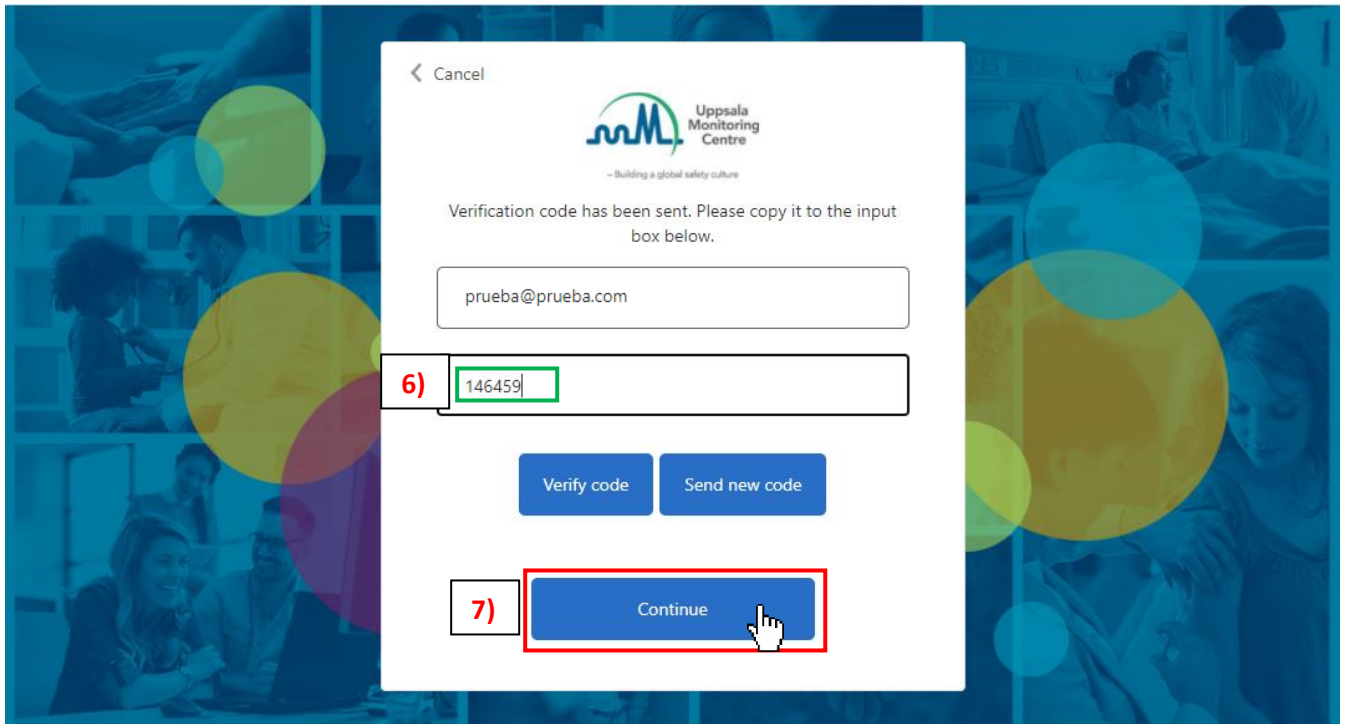 Cancel
Uppsala
Monitoring
Centre
– Building a global safety culture
Verification code has been sent. Please copy it to the input
box below.
prueba@prueba.com
6) 146459
Verify code Send new code
7) Continue